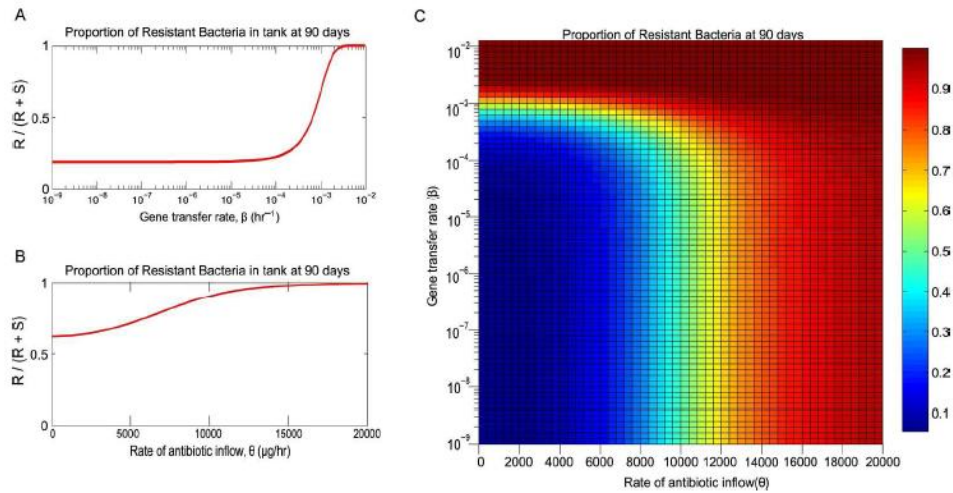 A
Proportion of Resistant Bacteria in tank at 90 days
1
0.5
0
R / (R + S)
10⁻⁹ 10⁻⁸ 10⁻⁷ 10⁻⁶ 10⁻⁵ 10⁻⁴ 10⁻³ 10⁻²
Gene transfer rate, β (hr⁻¹)
B
Proportion of Resistant Bacteria in tank at 90 days
1
0.5
0
R / (R + S)
0 5000 10000 15000 20000
Rate of antibiotic inflow, θ (μg/hr)
C
Proportion of Resistant Bacteria at 90 days
10⁻²
10⁻³
10⁻⁴
10⁻⁵
10⁻⁶
10⁻⁷
10⁻⁸
10⁻⁹
Gene transfer rate (β)
0 2000 4000 6000 8000 10000 12000 14000 16000 18000 20000
Rate of antibiotic inflow(θ)
0.9
0.8
0.7
0.6
0.5
0.4
0.3
0.2
0.1